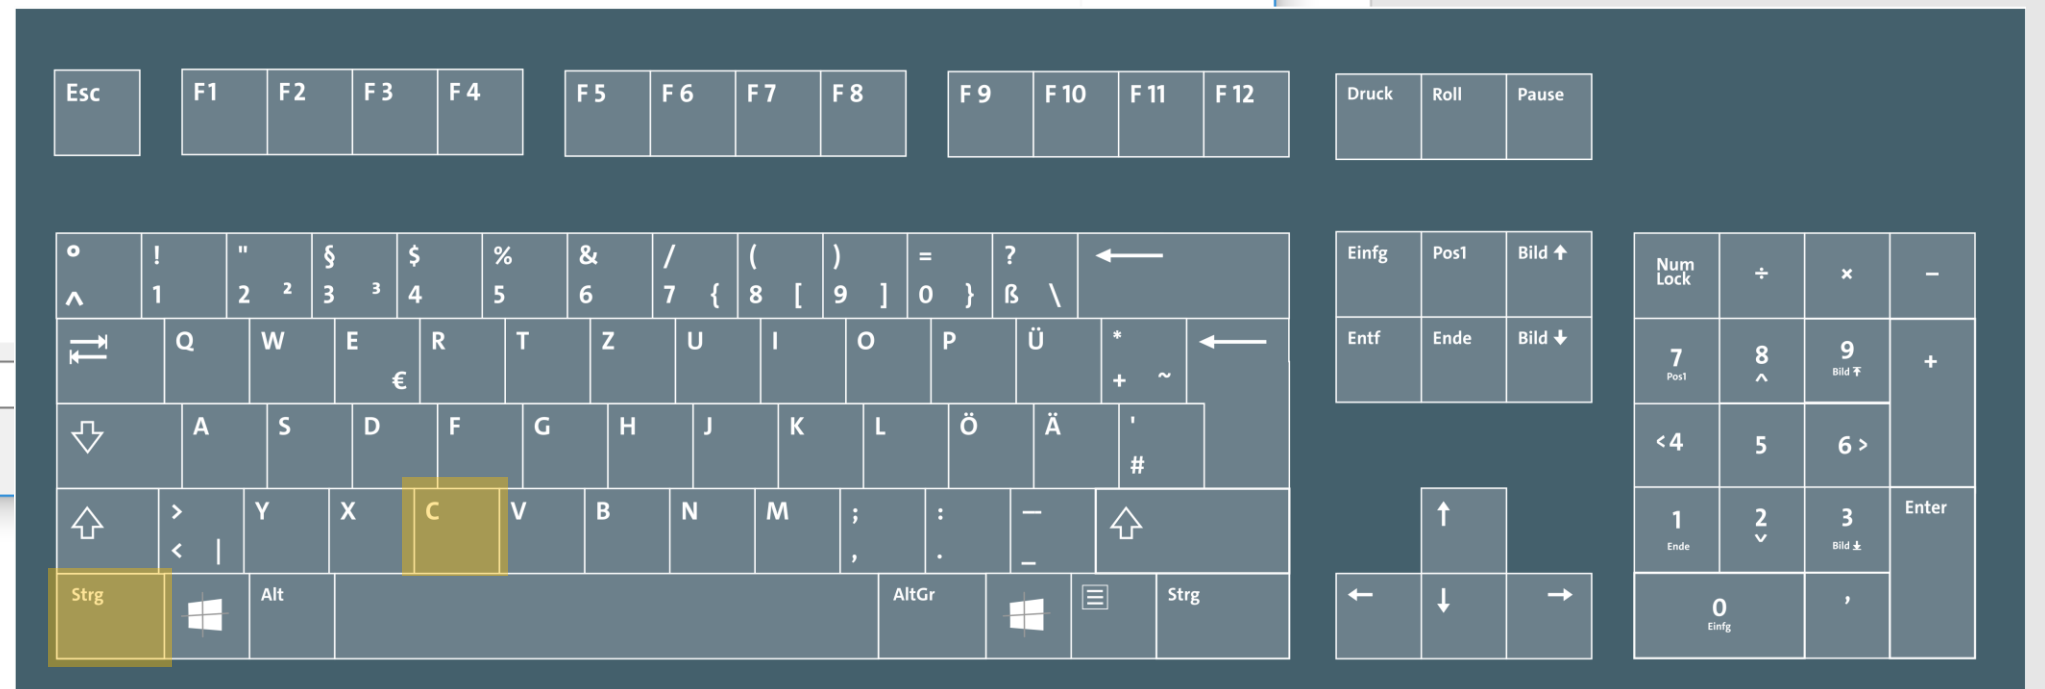 Esc F1 F2 F3 F4 F5 F6 F7 F8 F9 F10 F11 F12 Druck Roll Pause
° ! " § $ % & / ( ) = ? Einfg Pos1 Bild ↑
^ 1 2 ² 3 ³ 4 5 6 7 { 8 [ 9 ] 0 } ß \ Num Lock ÷ × −
Q W E R T Z U I O P Ü * Entf Ende Bild ↓
€ + ~ 7 Pos1 8 ^ 9 Bild ↑ +
A S D F G H J K L Ö Ä '
# <4 5 6>
> Y X C V B N M ; : — ↑ 1 Ende 2 3 Bild ↓ Enter
< | , . _
Strg Alt AltGr Strg ← ↓ → 0 Einfg ,